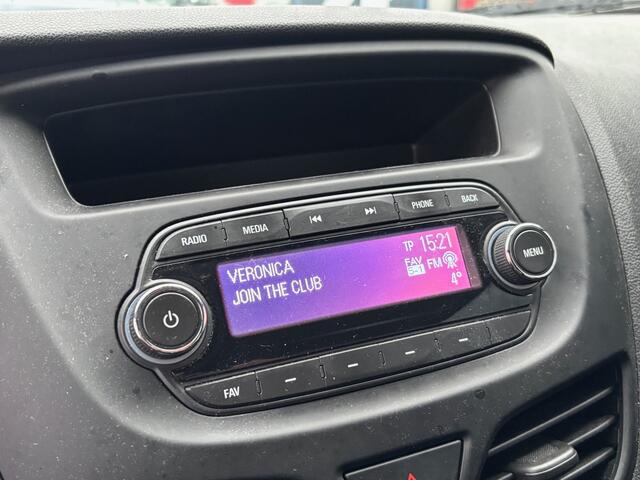 RADIO
MEDIA
PHONE
BACK
TP 15:21
VERONICA
FAV
FM
JOIN THE CLUB
4°
MENU
FAV